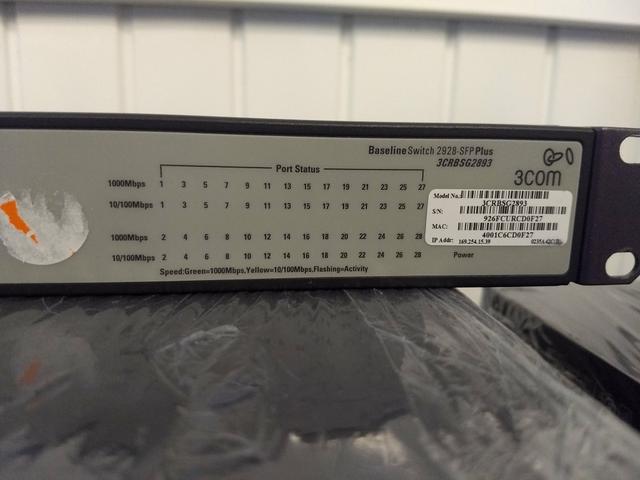 Baseline Switch 2928-SFP Plus
3CRBSG2893
3COM
Port Status
1000Mbps 1 3 5 7 9 11 13 15 17 19 21 23 25 27
10/100Mbps 1 3 5 7 9 11 13 15 17 19 21 23 25 27
1000Mbps 2 4 6 8 10 12 14 16 18 20 22 24 26 28
10/100Mbps 2 4 6 8 10 12 14 16 18 20 22 24 26 28
Speed:Green=1000Mbps,Yellow=10/100Mbps,Flashing=Activity
Model No.:
3CRBSG2893
S/N:
926FCURCD0F27
MAC:
4001C6CD0F27
IP Addr: 169.254.15.39
Power